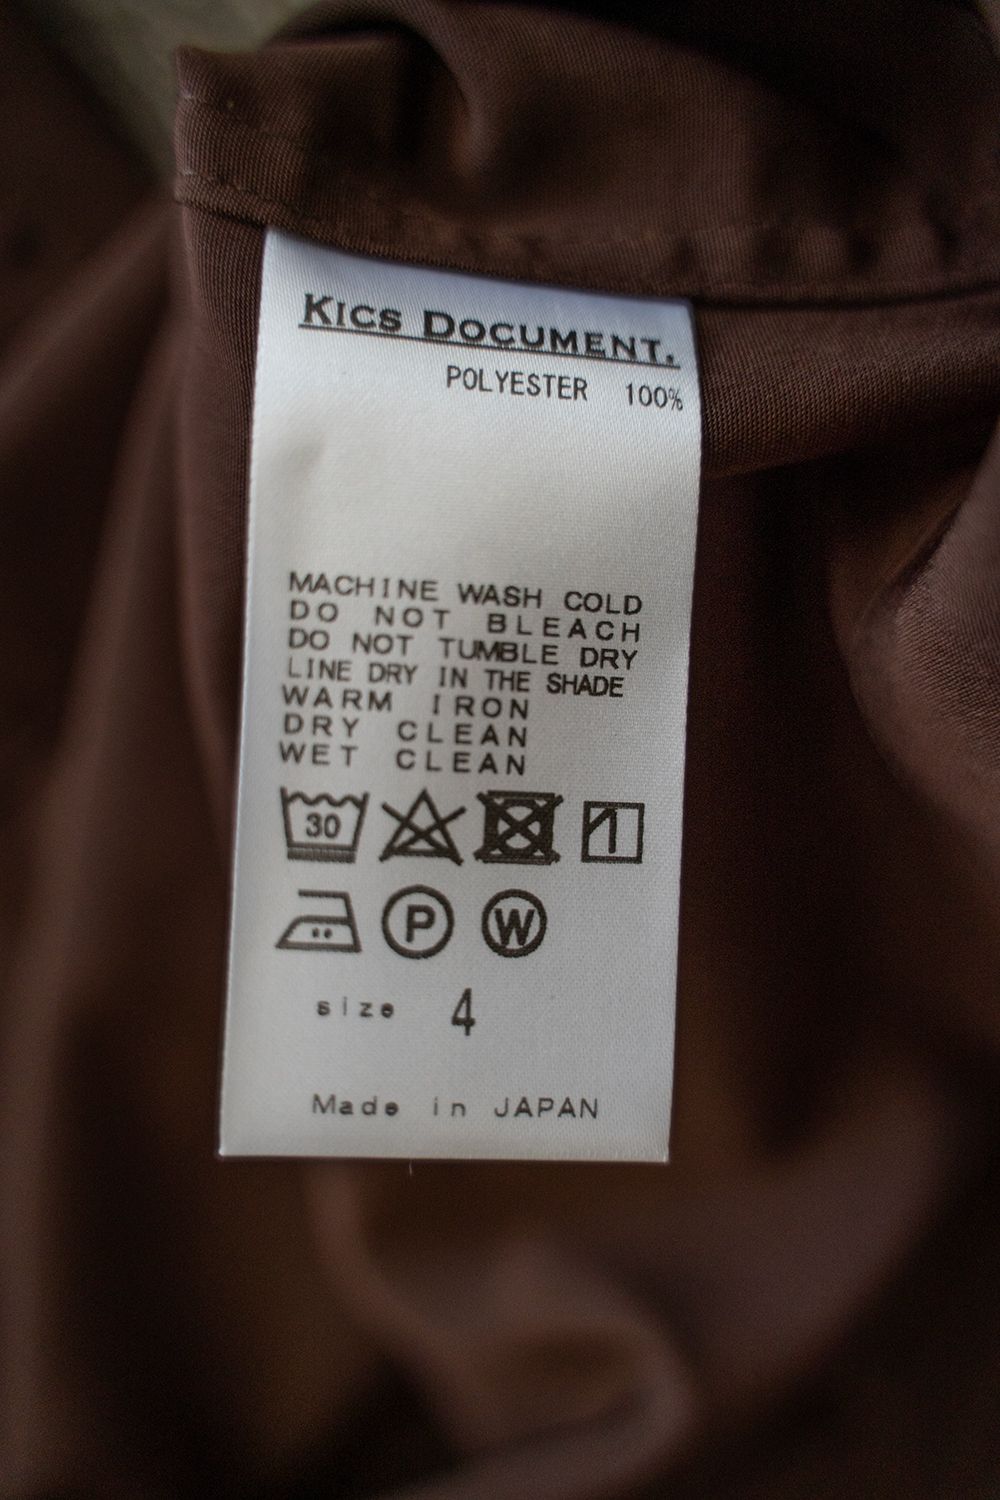 KICS DOCUMENT.
POLYESTER 100%
MACHINE WASH COLD
DO NOT BLEACH
DO NOT TUMBLE DRY
LINE DRY IN THE SHADE
WARM IRON
DRY CLEAN
WET CLEAN
30
P W
size 4
Made in JAPAN